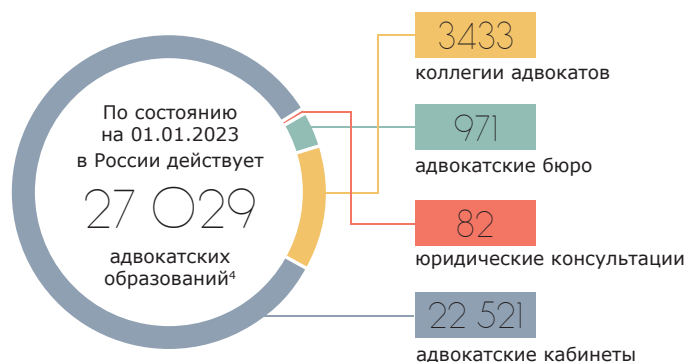 По состоянию
на 01.01.2023
в России действует
27 029
адвокатских
образований⁴
3433
коллегии адвокатов
971
адвокатские бюро
82
юридические консультации
22 521
адвокатские кабинеты